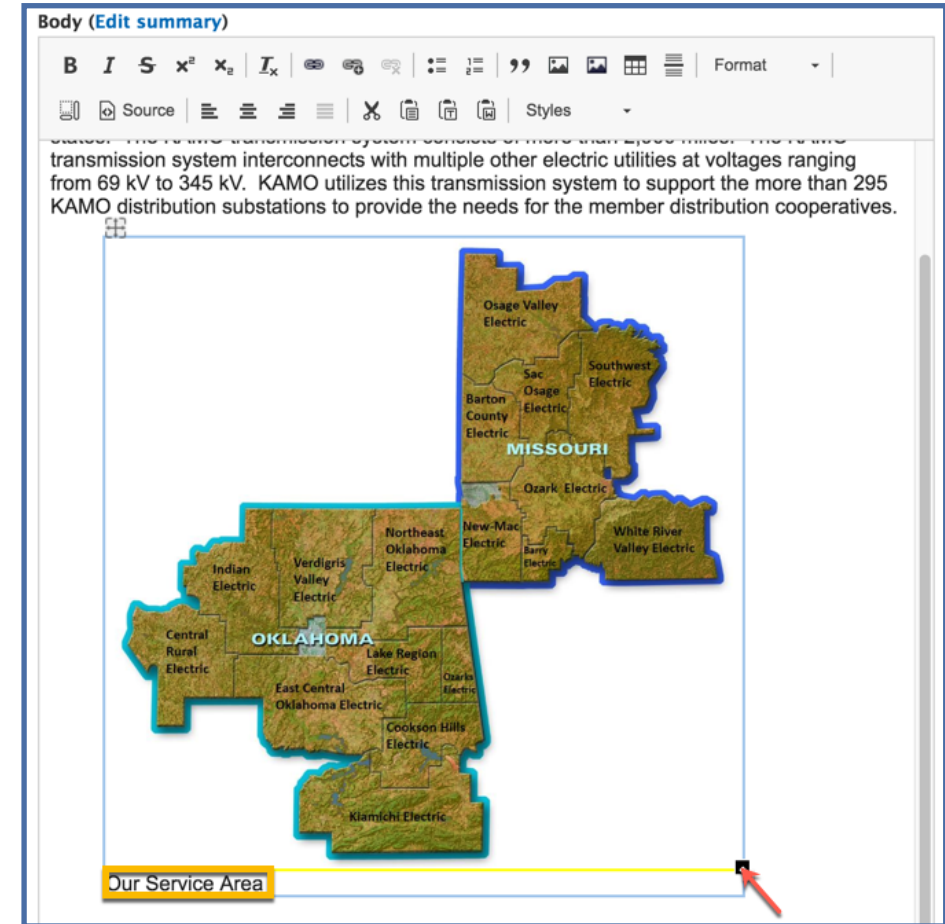 Body (Edit summary)
Format
Source
Styles
transmission system interconnects with multiple other electric utilities at voltages ranging
from 69 kV to 345 kV. KAMO utilizes this transmission system to support the more than 295
KAMO distribution substations to provide the needs for the member distribution cooperatives.
Osage Valley
Electric
Southwest
Electric
Sac
Osage
Electric
Barton
County
Electric
MISSOURI
Ozark Electric
New-Mac
Electric
Barry
Electric
White River
Valley Electric
Northeast
Oklahoma
Electric
Verdigris
Valley
Electric
Indian
Electric
Central
Rural
Electric
OKLAHOMA
Lake Region
Electric
Ozarks
Electric
East Central
Oklahoma Electric
Cookson Hills
Electric
Kiamichi Electric
Our Service Area